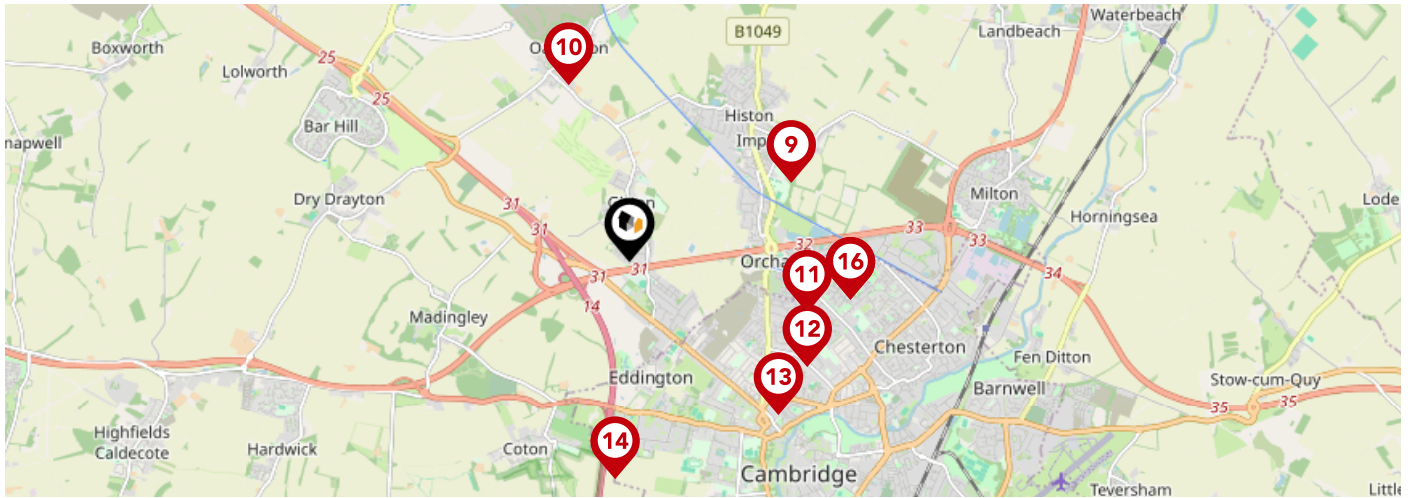 Waterbeach
Landbeach
B1049
Boxworth
10
Lolworth
25
25
Bar Hill
Histon
9
Milton
Dry Drayton
31
31
Horningsea
Lode
33
33
32
34
31
31
14
11
16
Madingley
12
Chesterton
Fen Ditton
Eddington
13
Barnwell
Stow-cum-Quy
35
35
Highfields
Caldecote
Hardwick
Coton
14
Cambridge
Teversham